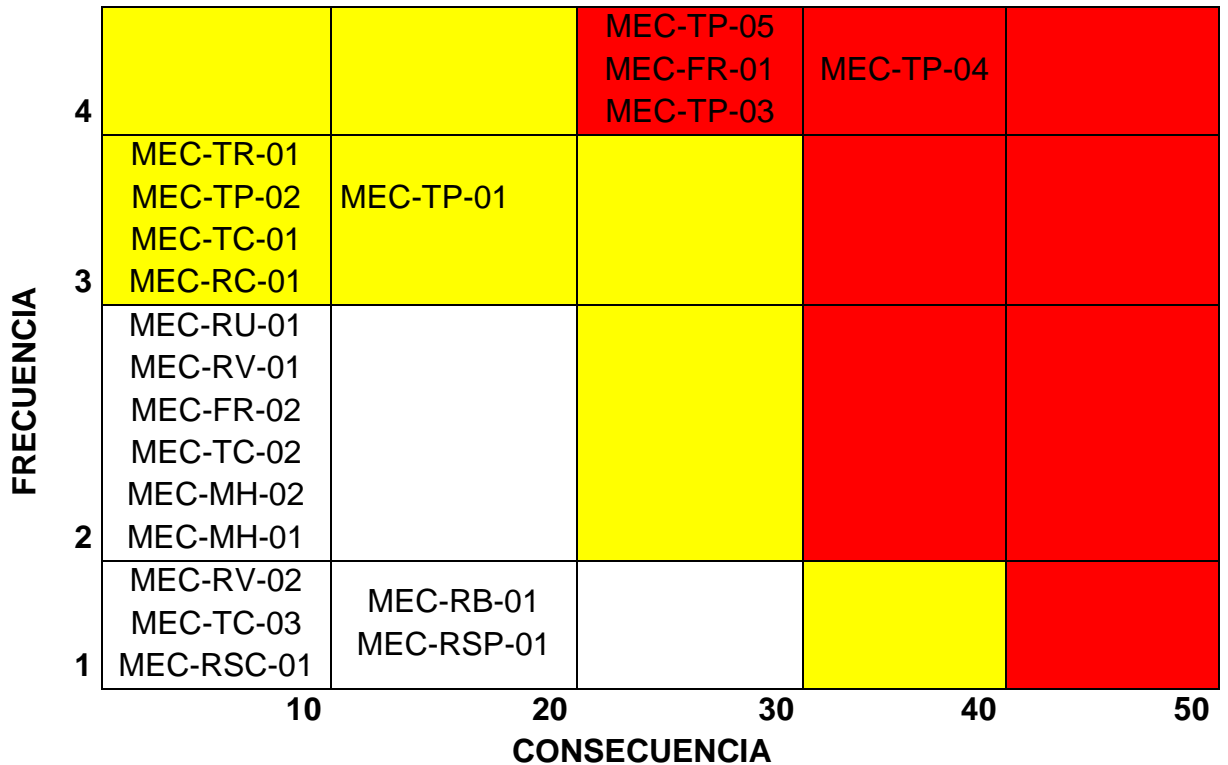 MEC-TP-05
MEC-FR-01
MEC-TP-04
MEC-TP-03
4
MEC-TR-01
MEC-TP-02
MEC-TP-01
MEC-TC-01
MEC-RC-01
3
MEC-RU-01
MEC-RV-01
MEC-FR-02
MEC-TC-02
MEC-MH-02
MEC-MH-01
2
MEC-RV-02
MEC-TC-03
MEC-RSC-01
MEC-RB-01
MEC-RSP-01
1
FRECUENCIA
10 20 30 40 50
CONSECUENCIA